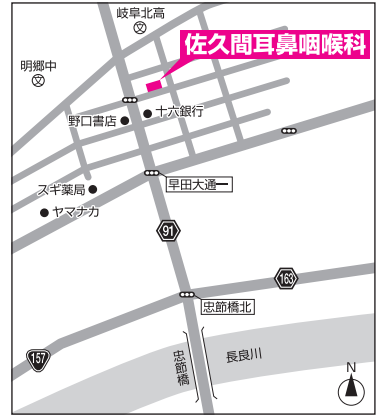 岐阜北高
文
佐久間耳鼻咽喉科
明郷中
文
十六銀行
野口書店
スギ薬局
ヤマナカ
早田大通一
91
163
忠節橋北
157
忠節橋
長良川
N